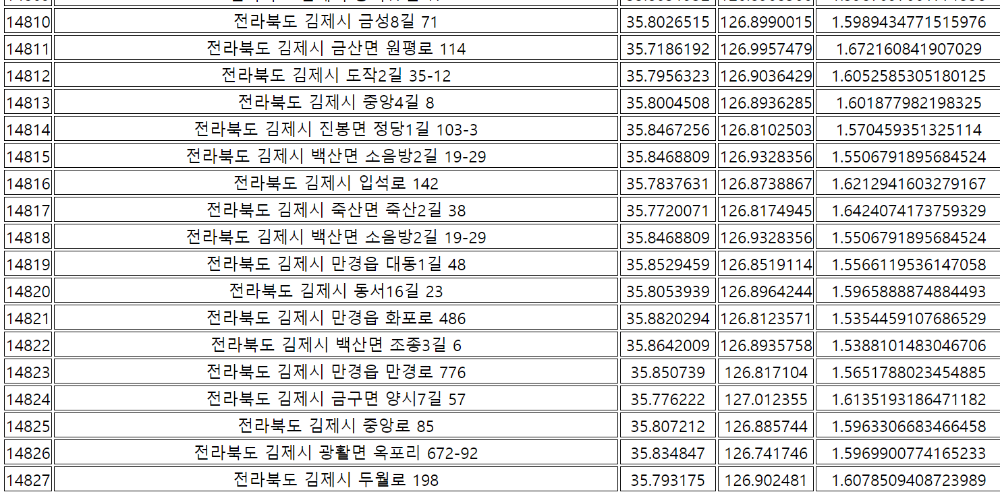 14810 전라북도 김제시 금성8길 71 35.8026515 126.8990015 1.5989434771515976
14811 전라북도 김제시 금산면 원평로 114 35.7186192 126.9957479 1.672160841907029
14812 전라북도 김제시 도작2길 35-12 35.7956323 126.9036429 1.6052585305180125
14813 전라북도 김제시 중앙4길 8 35.8004508 126.8936285 1.601877982198325
14814 전라북도 김제시 진봉면 정당1길 103-3 35.8467256 126.8102503 1.570459351325114
14815 전라북도 김제시 백산면 소음방2길 19-29 35.8468809 126.9328356 1.5506791895684524
14816 전라북도 김제시 입석로 142 35.7837631 126.8738867 1.6212941603279167
14817 전라북도 김제시 죽산면 죽산2길 38 35.7720071 126.8174945 1.6424074173759329
14818 전라북도 김제시 백산면 소음방2길 19-29 35.8468809 126.9328356 1.5506791895684524
14819 전라북도 김제시 만경읍 대동1길 48 35.8529459 126.8519114 1.5566119536147058
14820 전라북도 김제시 동서16길 23 35.8053939 126.8964244 1.5965888874884493
14821 전라북도 김제시 만경읍 화포로 486 35.8820294 126.8123571 1.5354459107686529
14822 전라북도 김제시 백산면 조종3길 6 35.8642009 126.8935758 1.5388101483046706
14823 전라북도 김제시 만경읍 만경로 776 35.850739 126.817104 1.5651788023454885
14824 전라북도 김제시 금구면 양시7길 57 35.776222 127.012355 1.6135193186471182
14825 전라북도 김제시 중앙로 85 35.807212 126.885744 1.5963306683466458
14826 전라북도 김제시 광활면 옥포리 672-92 35.834847 126.741746 1.5969900774165233
14827 전라북도 김제시 두월로 198 35.793175 126.902481 1.6078509408723989